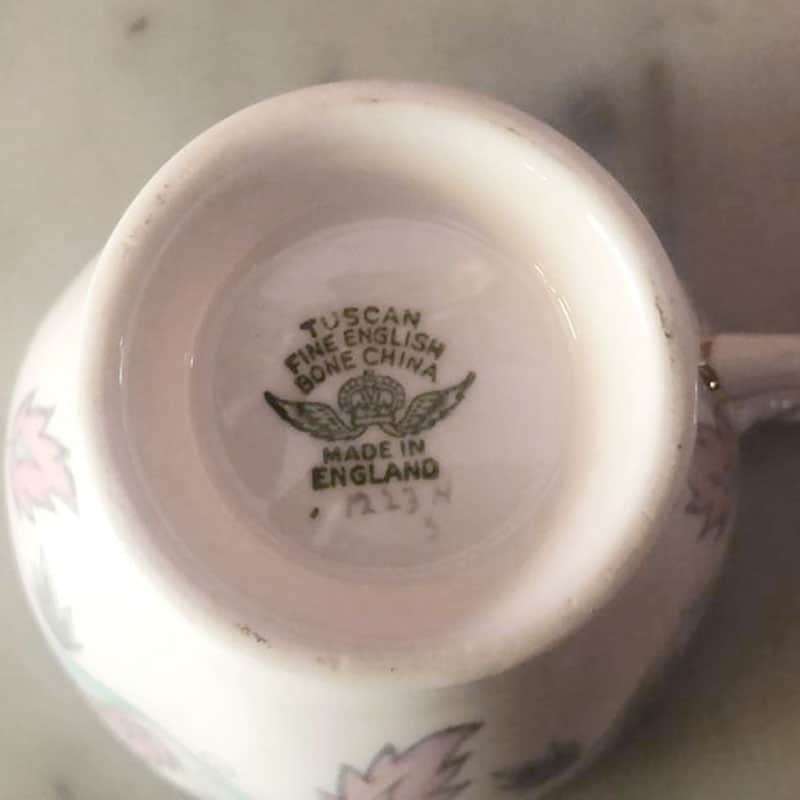 TUSCAN
FINE ENGLISH
BONE CHINA
MADE IN
ENGLAND